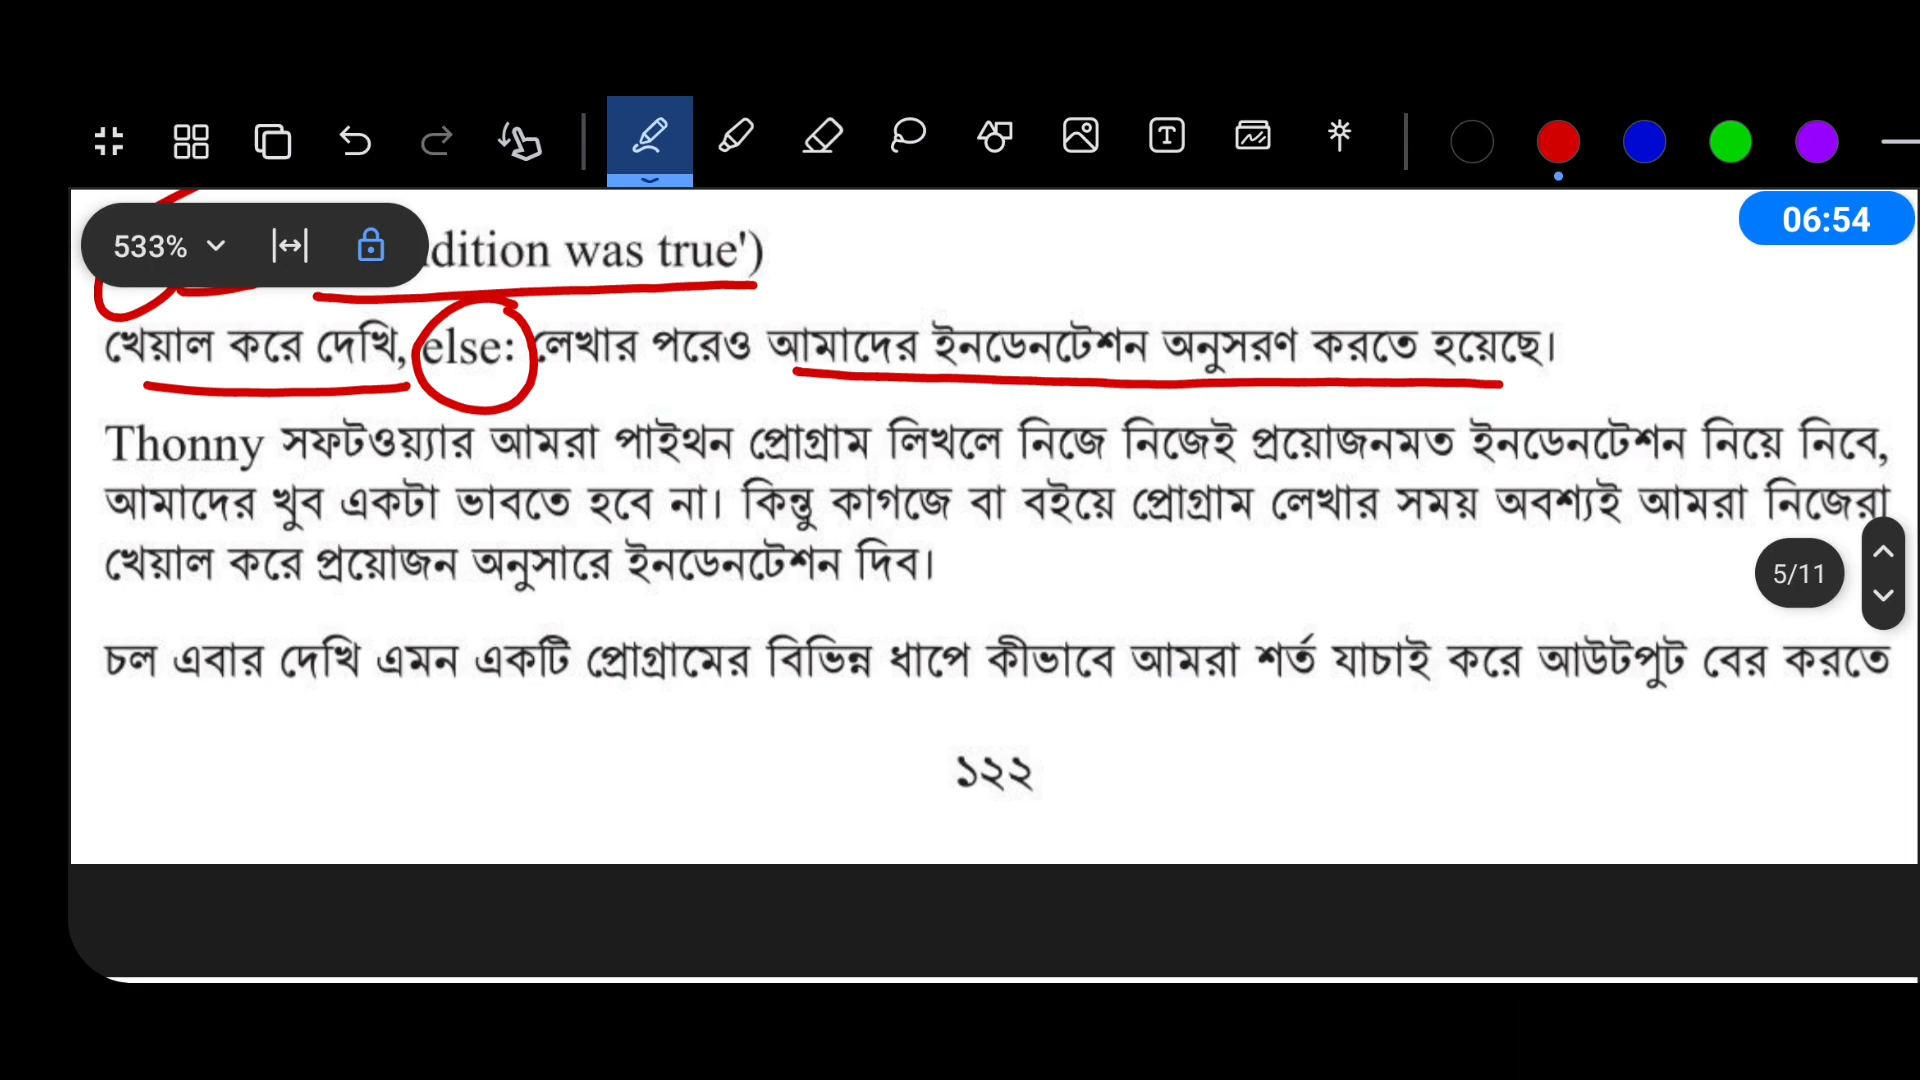 06:54
533%
dition was true')
খেয়াল করে দেখি, else: লেখার পরেও আমাদের ইনডেনটেশন অনুসরণ করতে হয়েছে।
Thonny সফটওয়্যার আমরা পাইথন প্রোগ্রাম লিখলে নিজে নিজেই প্রয়োজনমত ইনডেনটেশন নিয়ে নিবে,
আমাদের খুব একটা ভাবতে হবে না। কিন্তু কাগজে বা বইয়ে প্রোগ্রাম লেখার সময় অবশ্যই আমরা নিজেরা
খেয়াল করে প্রয়োজন অনুসারে ইনডেনটেশন দিব।
5/11
চল এবার দেখি এমন একটি প্রোগ্রামের বিভিন্ন ধাপে কীভাবে আমরা শর্ত যাচাই করে আউটপুট বের করতে
১২২